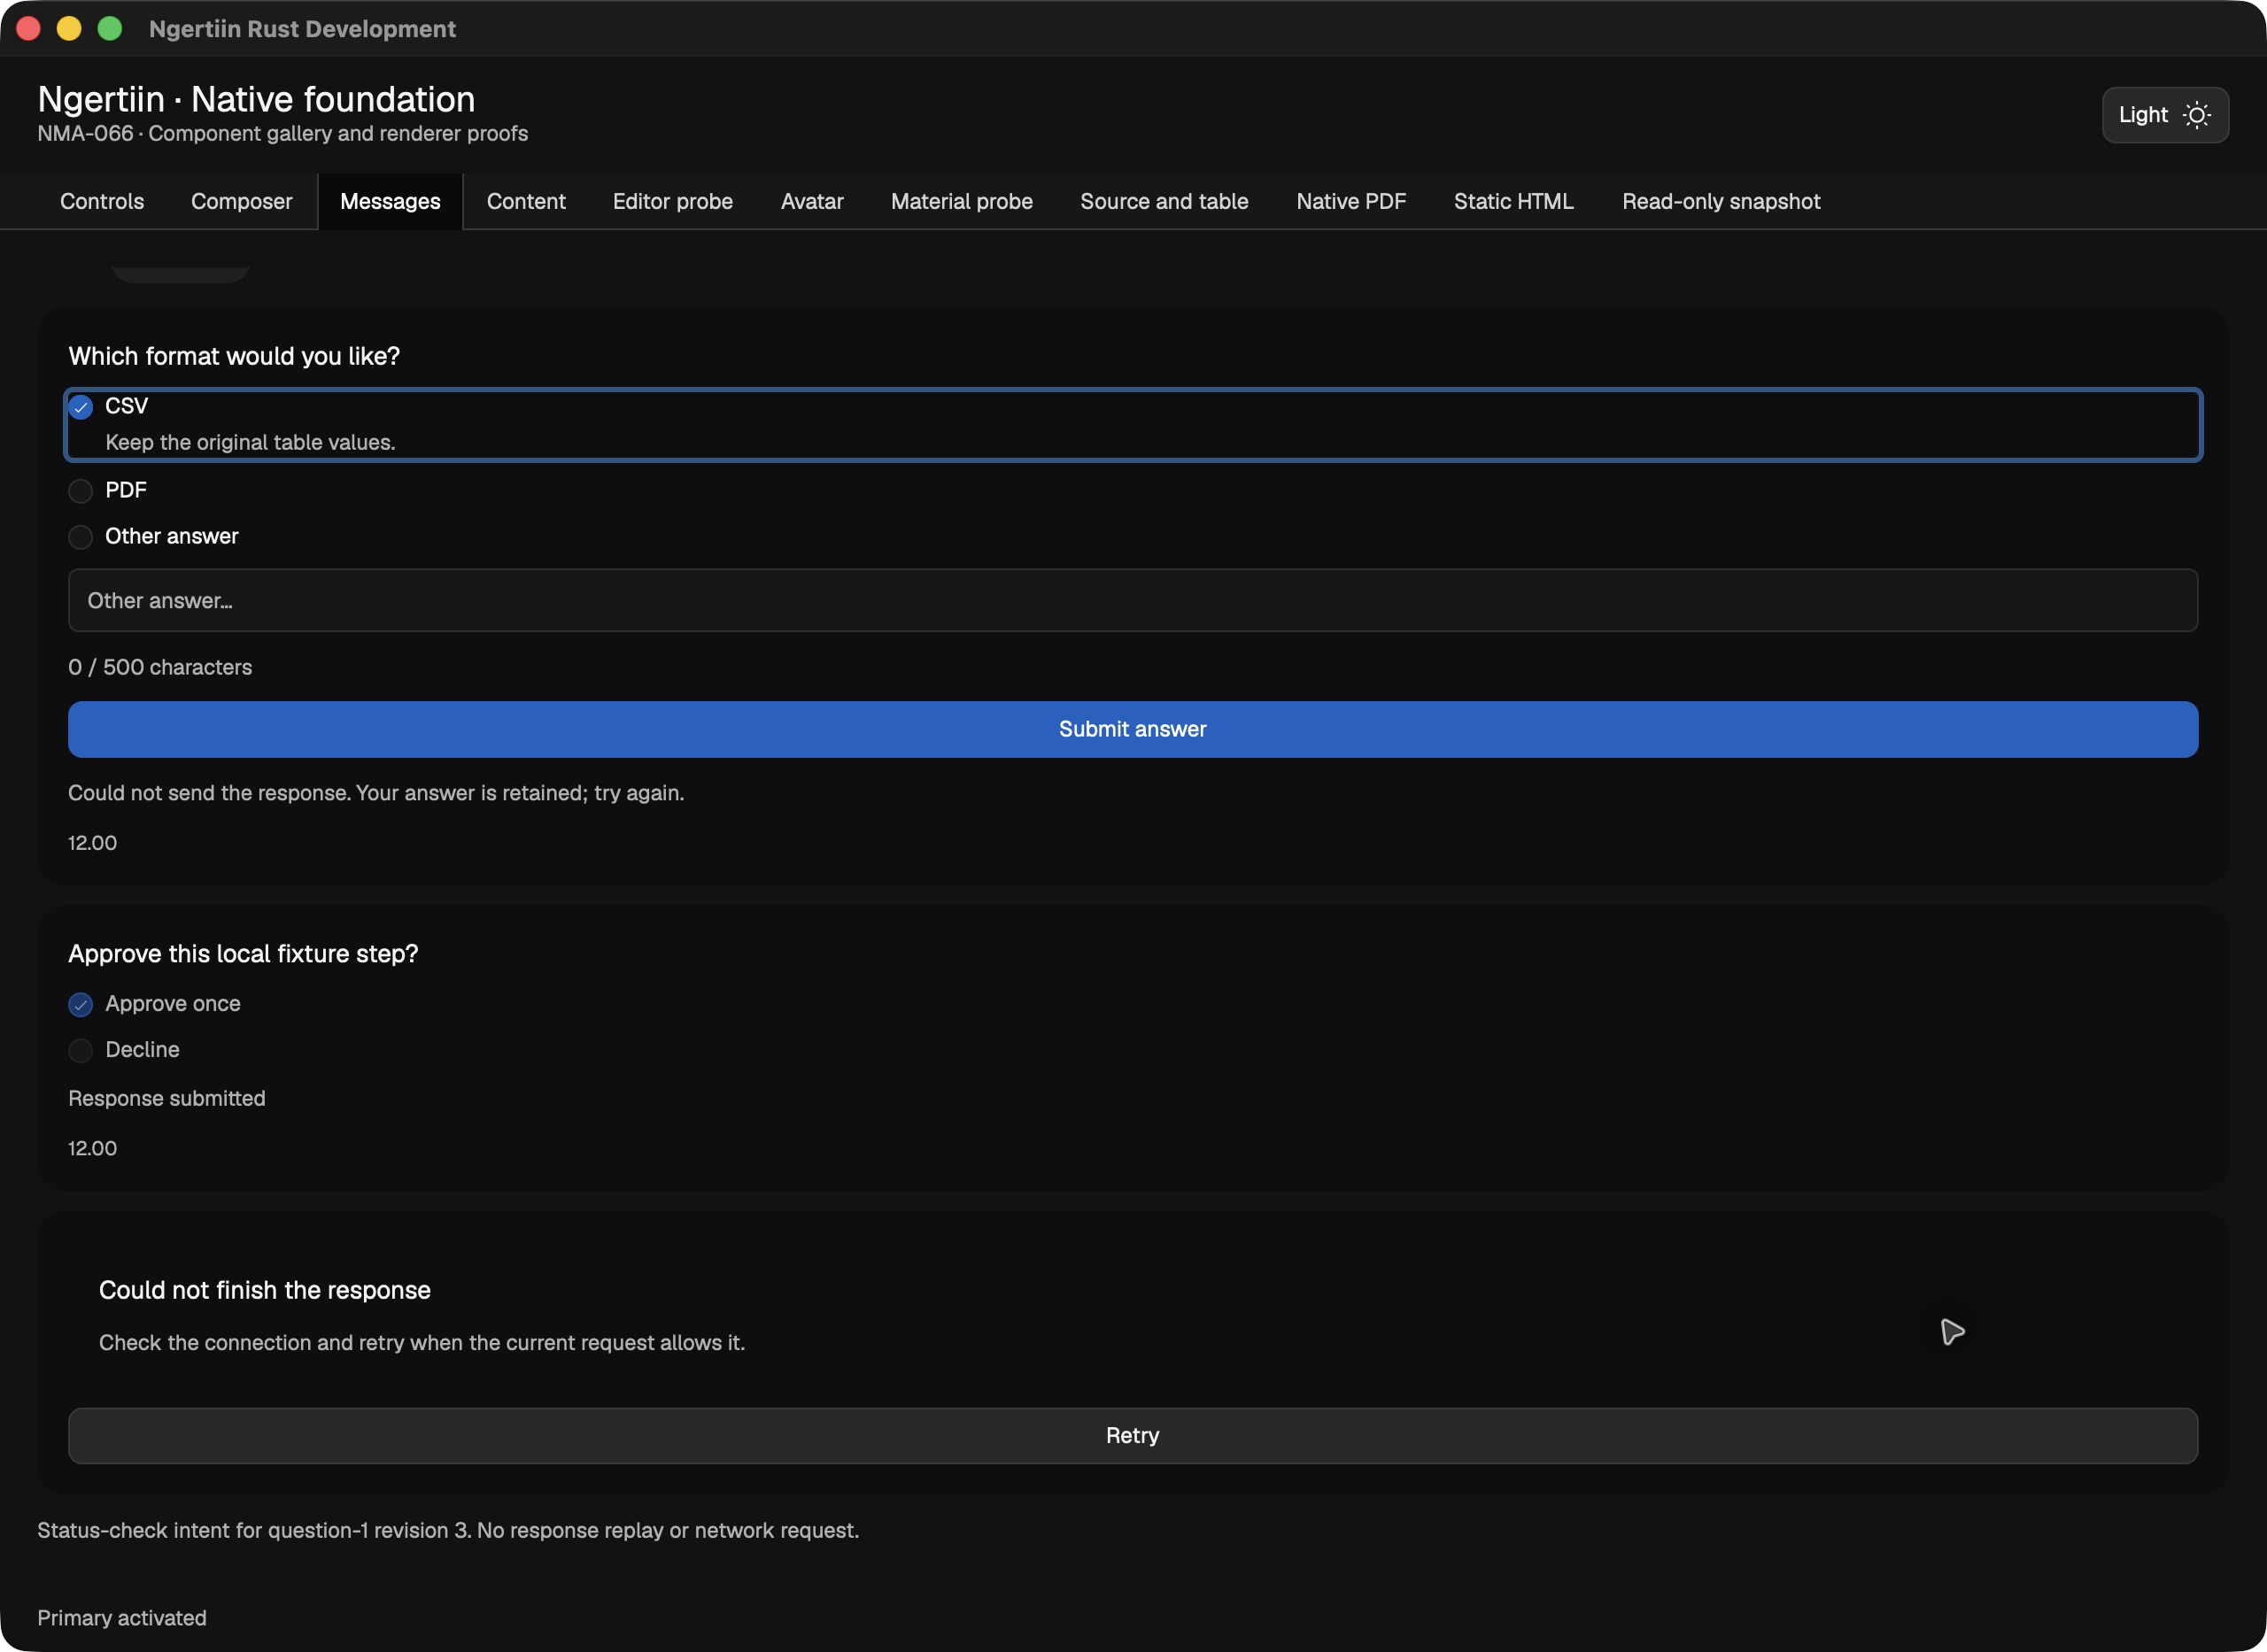 Ngertiin Rust Development
Ngertiin · Native foundation
NMA-066 · Component gallery and renderer proofs
Light
Controls
Composer
Messages
Content
Editor probe
Avatar
Material probe
Source and table
Native PDF
Static HTML
Read-only snapshot
Which format would you like?
CSV
Keep the original table values.
PDF
Other answer
Other answer...
0 / 500 characters
Submit answer
Could not send the response. Your answer is retained; try again.
12.00
Approve this local fixture step?
Approve once
Decline
Response submitted
12.00
Could not finish the response
Check the connection and retry when the current request allows it.
Retry
Status-check intent for question-1 revision 3. No response replay or network request.
Primary activated